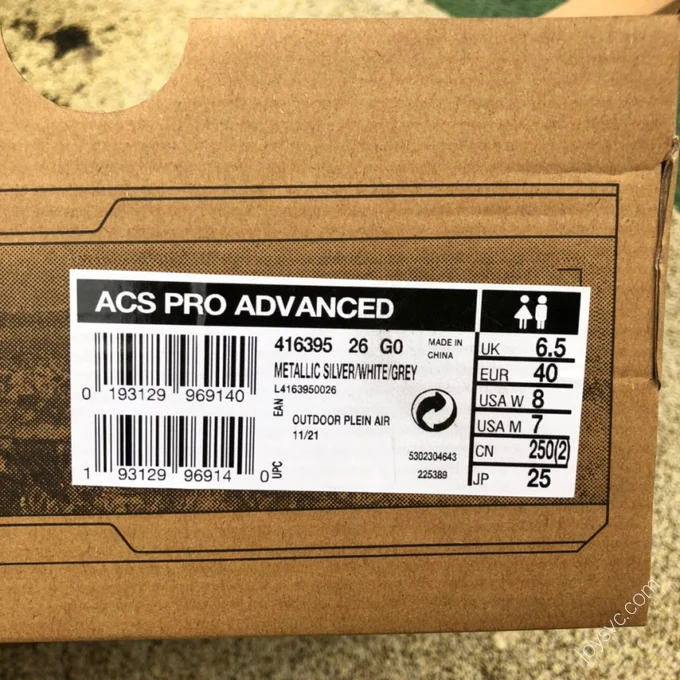 ACS PRO ADVANCED
0 193129 969140
416395 26 G0
METALLIC SILVER/WHITE/GREY
L4163950026
MADE IN
CHINA
EAN
OUTDOOR PLEIN AIR
11/21
5302304643
225389
1 93129 96914 0
UPC
UK 6.5
EUR 40
USA W 8
USA M 7
CN 250(2)
JP 25
joysvc.com